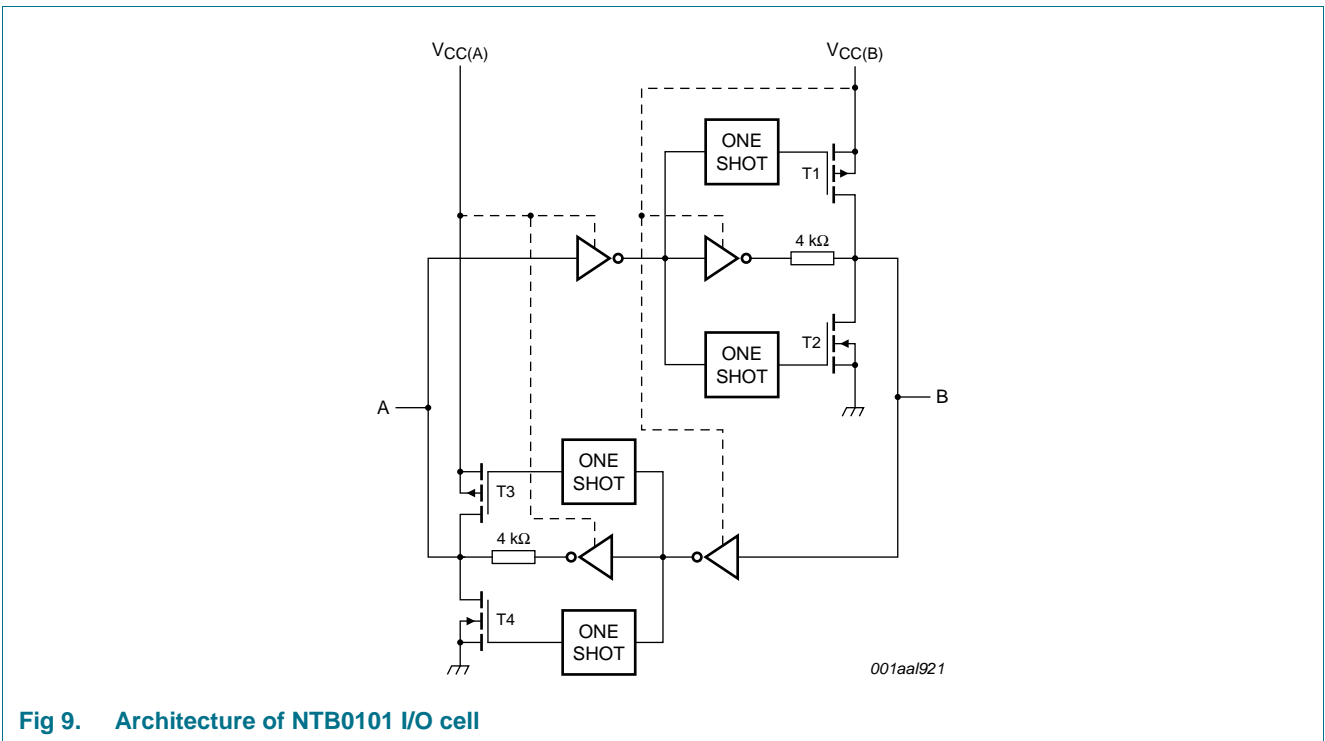 VCC(A)
VCC(B)
ONE
SHOT
T1
4 kΩ
ONE
SHOT
T2
A
B
ONE
SHOT
T3
4 kΩ
T4
ONE
SHOT
001aal921
Fig 9. Architecture of NTB0101 I/O cell